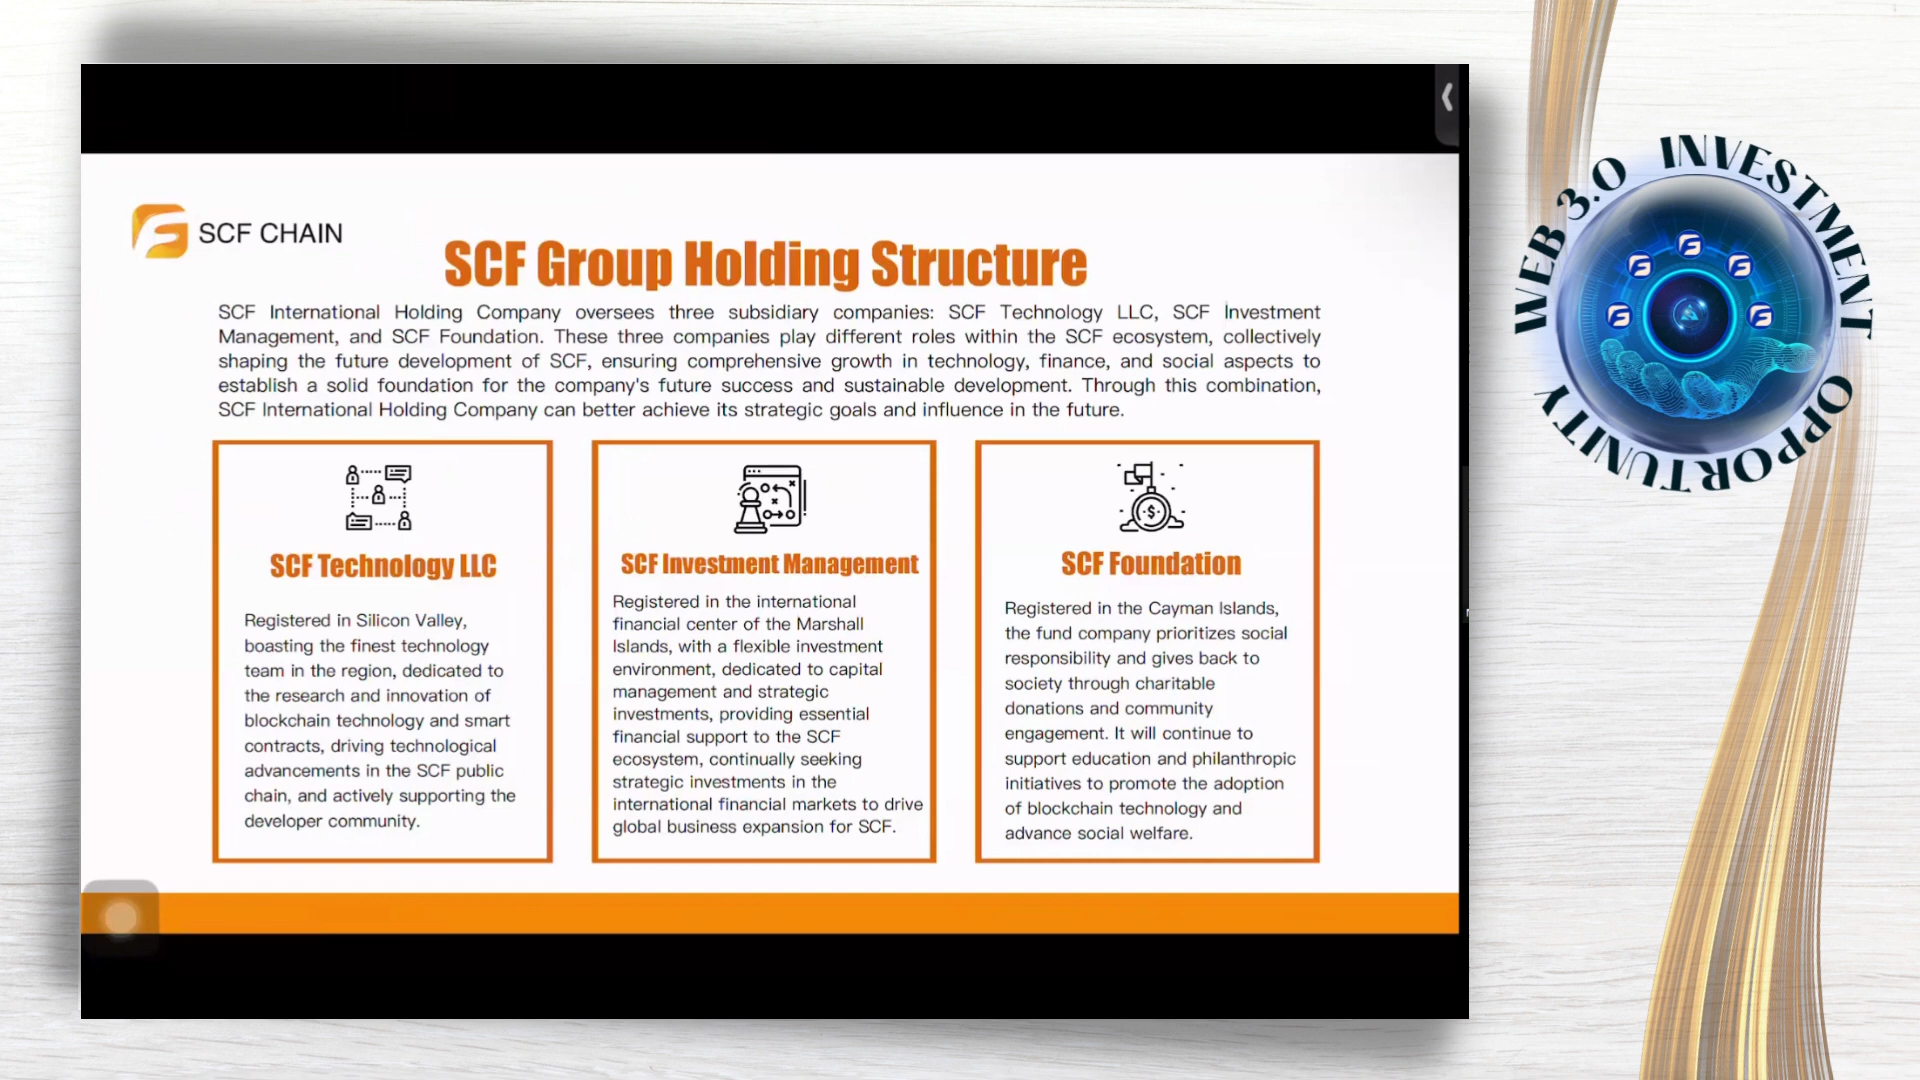 SCF CHAIN
SCF Group Holding Structure
SCF International Holding Company oversees three subsidiary companies: SCF Technology LLC, SCF Investment
Management, and SCF Foundation. These three companies play different roles within the SCF ecosystem, collectively
shaping the future development of SCF, ensuring comprehensive growth in technology, finance, and social aspects to
establish a solid foundation for the company's future success and sustainable development. Through this combination,
SCF International Holding Company can better achieve its strategic goals and influence in the future.
SCF Technology LLC
Registered in Silicon Valley,
boasting the finest technology
team in the region, dedicated to
the research and innovation of
blockchain technology and smart
contracts, driving technological
advancements in the SCF public
chain, and actively supporting the
developer community.
SCF Investment Management
Registered in the international
financial center of the Marshall
Islands, with a flexible investment
environment, dedicated to capital
management and strategic
investments, providing essential
financial support to the SCF
ecosystem, continually seeking
strategic investments in the
international financial markets to drive
global business expansion for SCF.
SCF Foundation
Registered in the Cayman Islands,
the fund company prioritizes social
responsibility and gives back to
society through charitable
donations and community
engagement. It will continue to
support education and philanthropic
initiatives to promote the adoption
of blockchain technology and
advance social welfare.
WEB 3.0 INVESTMENT
OPPORTUNITY